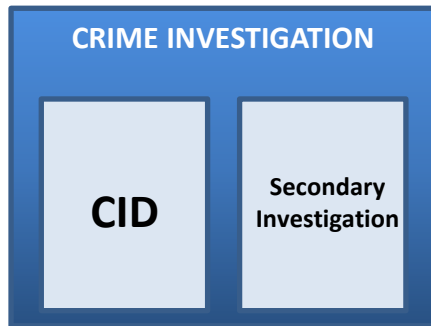 CRIME INVESTIGATION
CID
Secondary
Investigation